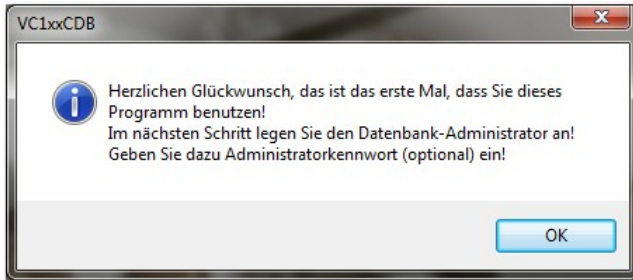 VC1xxCDB
Herzlichen Glückwunsch, das ist das erste Mal, dass Sie dieses
Programm benutzen!
Im nächsten Schritt legen Sie den Datenbank-Administrator an!
Geben Sie dazu Administratorkennwort (optional) ein!
OK